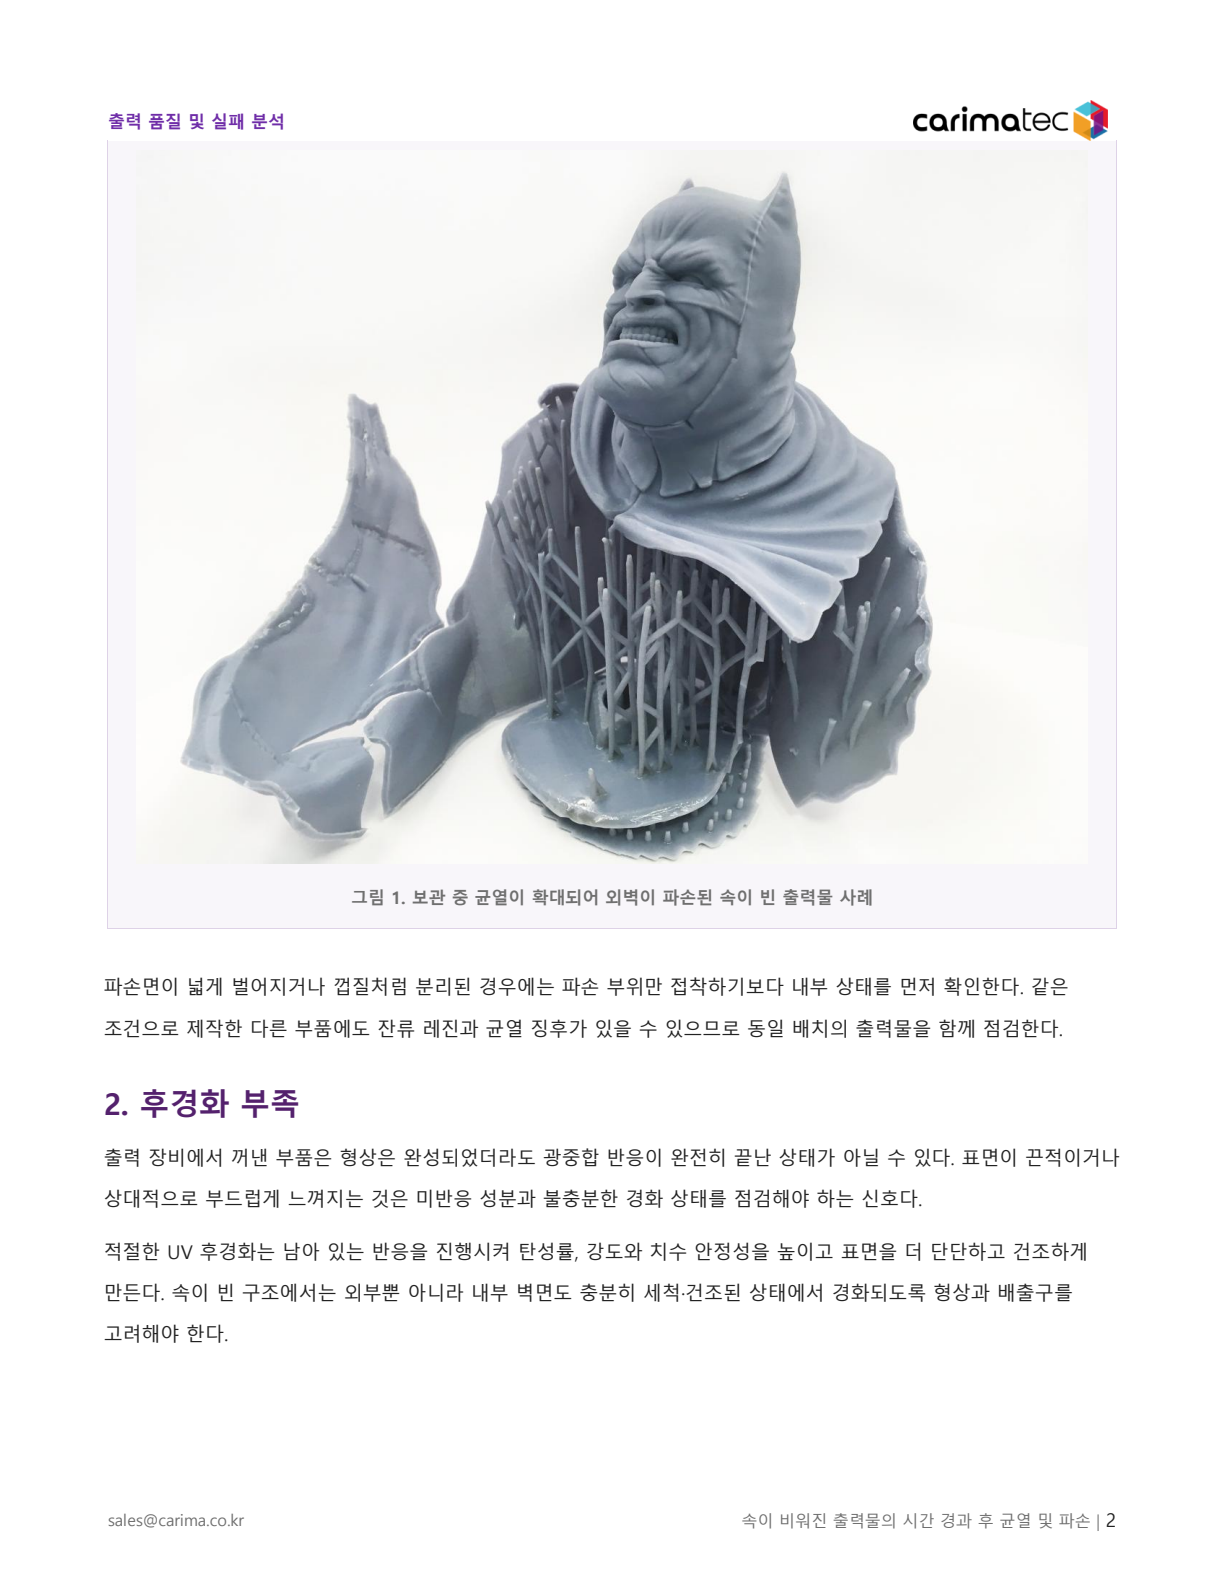 출력 품질 및 실패 분석
carimatec
그림 1. 보관 중 균열이 확대되어 외벽이 파손된 속이 빈 출력물 사례
파손면이 넓게 벌어지거나 껍질처럼 분리된 경우에는 파손 부위만 접착하기보다 내부 상태를 먼저 확인한다. 같은
조건으로 제작한 다른 부품에도 잔류 레진과 균열 징후가 있을 수 있으므로 동일 배치의 출력물을 함께 점검한다.
2. 후경화 부족
출력 장비에서 꺼낸 부품은 형상은 완성되었더라도 광중합 반응이 완전히 끝난 상태가 아닐 수 있다. 표면이 끈적이거나
상대적으로 부드럽게 느껴지는 것은 미반응 성분과 불충분한 경화 상태를 점검해야 하는 신호다.
적절한 UV 후경화는 남아 있는 반응을 진행시켜 탄성률, 강도와 치수 안정성을 높이고 표면을 더 단단하고 건조하게
만든다. 속이 빈 구조에서는 외부뿐 아니라 내부 벽면도 충분히 세척·건조된 상태에서 경화되도록 형상과 배출구를
고려해야 한다.
sales@carima.co.kr
속이 비워진 출력물의 시간 경과 후 균열 및 파손 | 2